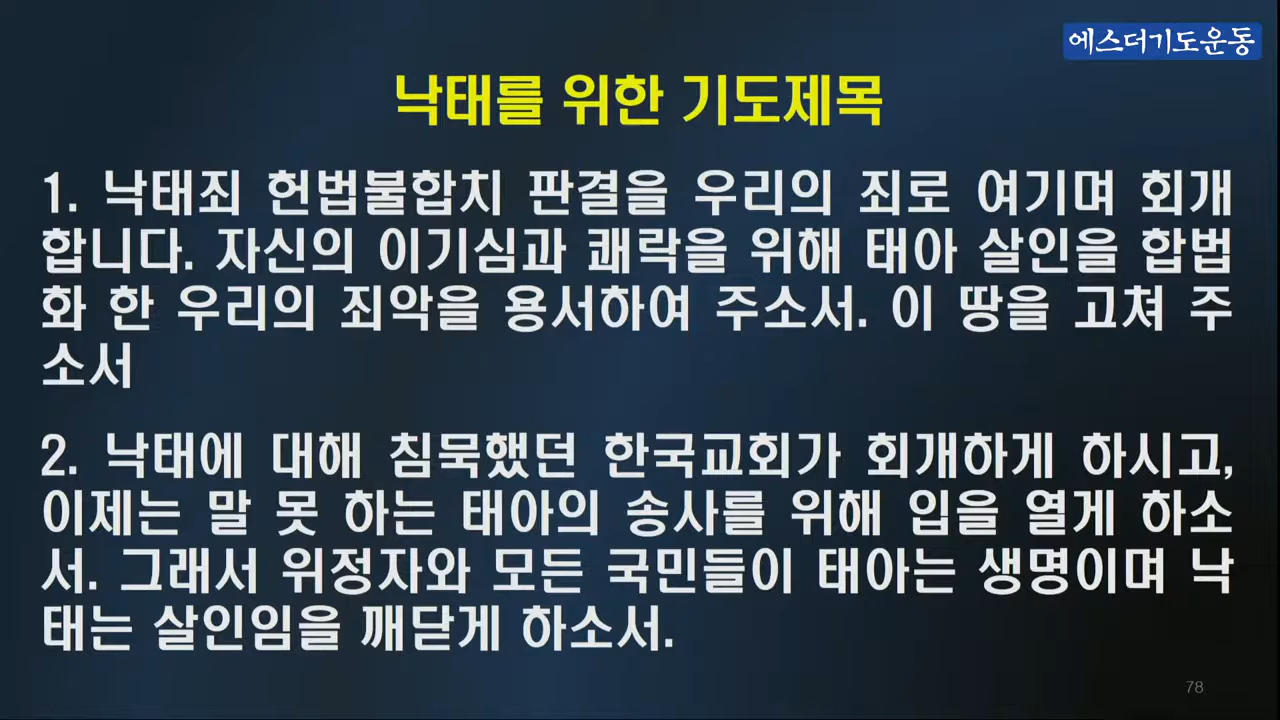 에스더기도운동
낙태를 위한 기도제목
1. 낙태죄 헌법불합치 판결을 우리의 죄로 여기며 회개
합니다. 자신의 이기심과 쾌락을 위해 태아 살인을 합법
화 한 우리의 죄악을 용서하여 주소서. 이 땅을 고쳐 주
소서
2. 낙태에 대해 침묵했던 한국교회가 회개하게 하시고,
이제는 말 못 하는 태아의 송사를 위해 입을 열게 하소
서. 그래서 위정자와 모든 국민들이 태아는 생명이며 낙
태는 살인임을 깨닫게 하소서.
78